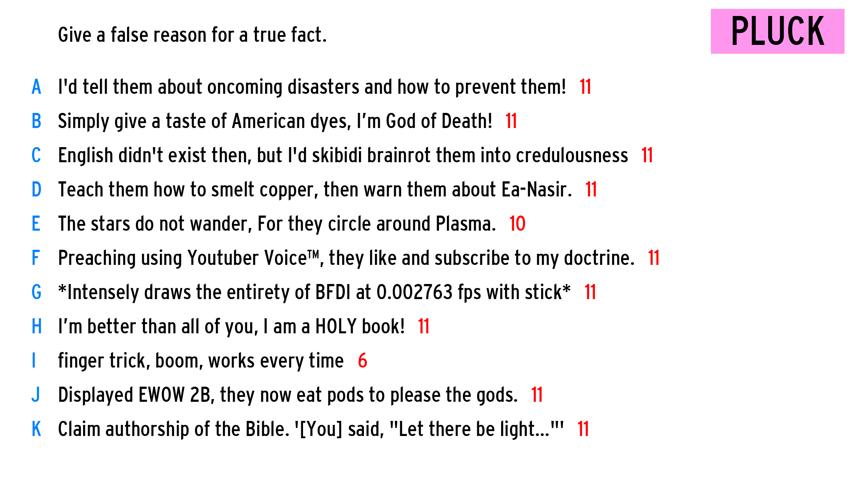 Give a false reason for a true fact.
PLUCK
A I'd tell them about oncoming disasters and how to prevent them! 11
B Simply give a taste of American dyes, I’m God of Death! 11
C English didn't exist then, but I'd skibidi brainrot them into credulousness 11
D Teach them how to smelt copper, then warn them about Ea-Nasir. 11
E The stars do not wander, For they circle around Plasma. 10
F Preaching using Youtuber Voice™, they like and subscribe to my doctrine. 11
G *Intensely draws the entirety of BFDI at 0.002763 fps with stick* 11
H I’m better than all of you, I am a HOLY book! 11
I finger trick, boom, works every time 6
J Displayed EWOW 2B, they now eat pods to please the gods. 11
K Claim authorship of the Bible. '[You] said, "Let there be light..."' 11